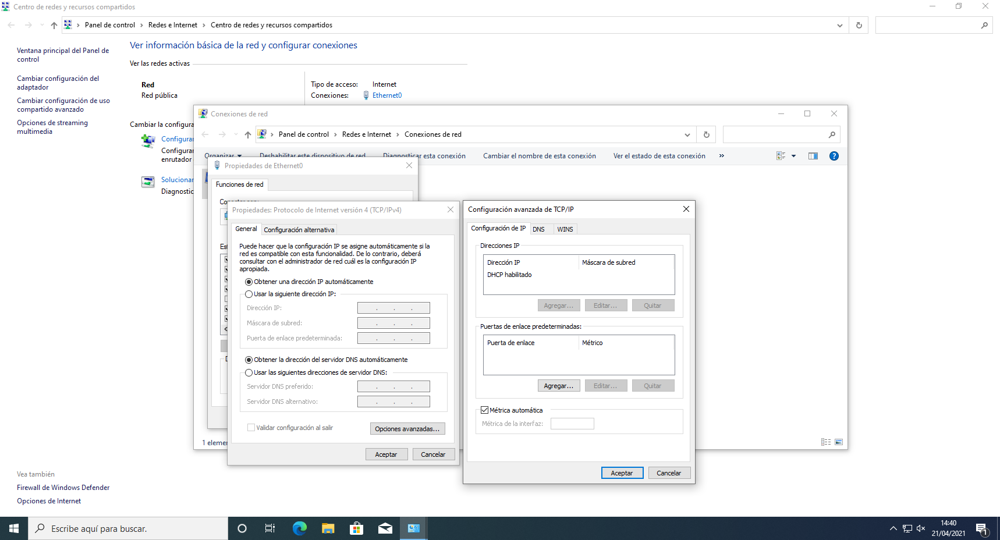 Centro de redes y recursos compartidos
Panel de control > Redes e Internet > Centro de redes y recursos compartidos
Ventana principal del Panel de
control
Cambiar configuración del
adaptador
Cambiar configuración de uso
compartido avanzado
Opciones de streaming
multimedia
Ver información básica de la red y configurar conexiones
Ver las redes activas
Red
Red pública
Tipo de acceso: Internet
Conexiones: Ethernet0
Cambiar la configura
Configurar
Configurar
enrutador
Solucionar
Diagnostic
Conexiones de red
Panel de control > Redes e Internet > Conexiones de red
Organizar Deshabilitar este dispositivo de red Diagnosticar esta conexión Cambiar el nombre de esta conexión Ver el estado de esta conexión »
1 elemen
Propiedades de Ethernet0
Funciones de red
Conectar con:
Est
Propiedades: Protocolo de Internet versión 4 (TCP/IPv4)
General Configuración alternativa
Puede hacer que la configuración IP se asigne automáticamente si la
red es compatible con esta funcionalidad. De lo contrario, deberá
consultar con el administrador de red cuál es la configuración IP
apropiada.
Obtener una dirección IP automáticamente
Usar la siguiente dirección IP:
Dirección IP: . . .
Máscara de subred: . . .
Puerta de enlace predeterminada: . . .
Obtener la dirección del servidor DNS automáticamente
Usar las siguientes direcciones de servidor DNS:
Servidor DNS preferido: . . .
Servidor DNS alternativo: . . .
Validar configuración al salir
Opciones avanzadas...
Aceptar Cancelar
Configuración avanzada de TCP/IP
Configuración de IP DNS WINS
Direcciones IP
Dirección IP Máscara de subred
DHCP habilitado
Agregar... Editar... Quitar
Puertas de enlace predeterminadas:
Puerta de enlace Métrico
Agregar... Editar... Quitar
Métrica automática
Métrica de la interfaz:
Aceptar Cancelar
Vea también
Firewall de Windows Defender
Opciones de Internet
Escribe aquí para buscar.
14:40
21/04/2021
1